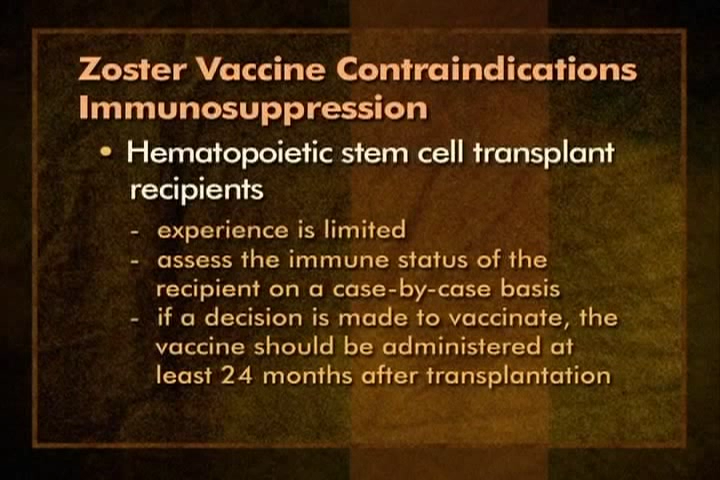 Zoster Vaccine Contraindications
Immunosuppression
• Hematopoietic stem cell transplant
recipients
- experience is limited
- assess the immune status of the
recipient on a case-by-case basis
- if a decision is made to vaccinate, the
vaccine should be administered at
least 24 months after transplantation